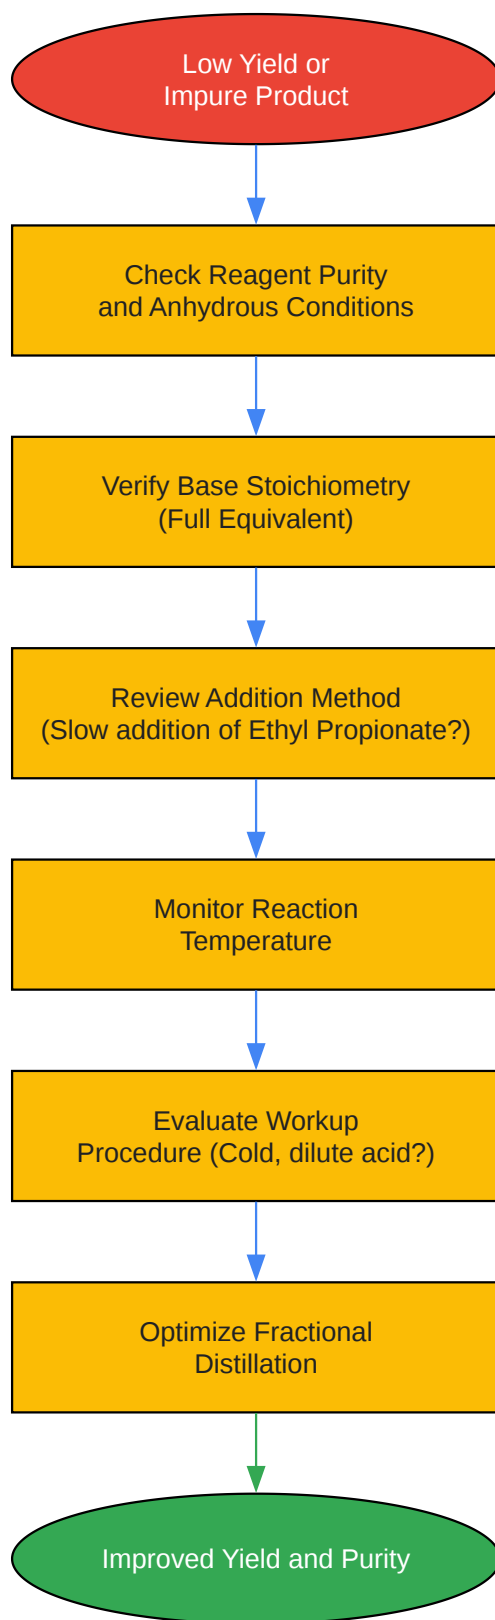 Low Yield or
Impure Product
Check Reagent Purity
and Anhydrous Conditions
Verify Base Stoichiometry
(Full Equivalent)
Review Addition Method
(Slow addition of Ethyl Propionate?)
Monitor Reaction
Temperature
Evaluate Workup
Procedure (Cold, dilute acid?)
Optimize Fractional
Distillation
Improved Yield and Purity